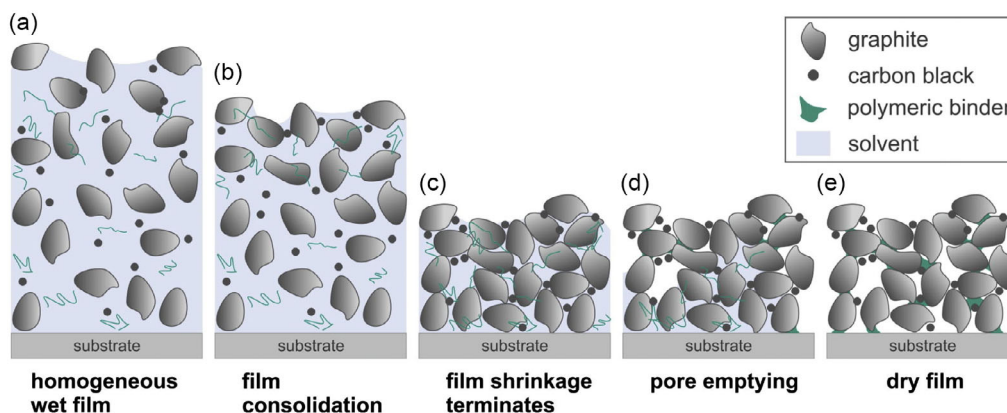 (a)
(b)
(c)
(d)
(e)
graphite
carbon black
polymeric binder
solvent
substrate
substrate
substrate
substrate
substrate
homogeneous
wet film
film
consolidation
film shrinkage
terminates
pore emptying
dry film